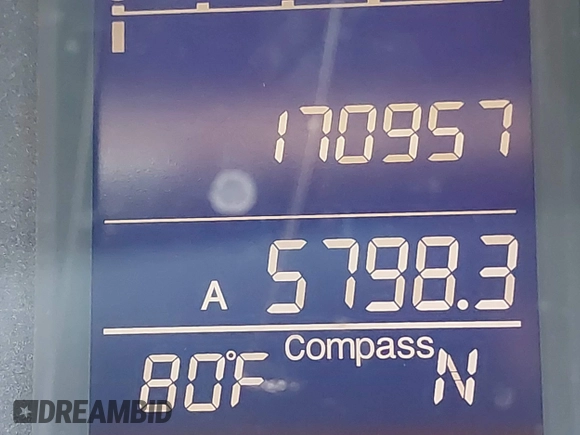 170957
A 5798.3
80°F Compass N
DREAMBID